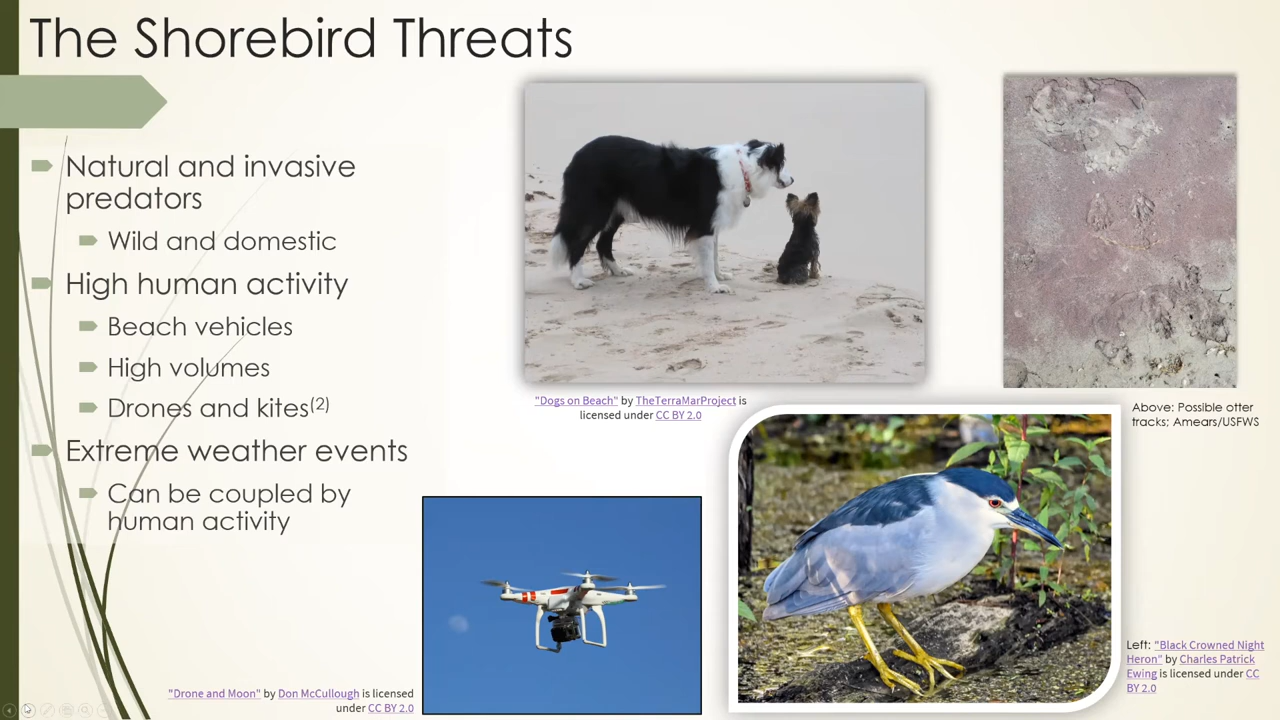 The Shorebird Threats
Natural and invasive
predators
Wild and domestic
High human activity
Beach vehicles
High volumes
Drones and kites(2)
Extreme weather events
Can be coupled by
human activity
"Dogs on Beach" by TheTerraMarProject is
licensed under CC BY 2.0
Above: Possible otter
tracks; Amears/USFWS
"Drone and Moon" by Don McCullough is licensed
under CC BY 2.0
Left: "Black Crowned Night
Heron" by Charles Patrick
Ewing is licensed under CC
BY 2.0